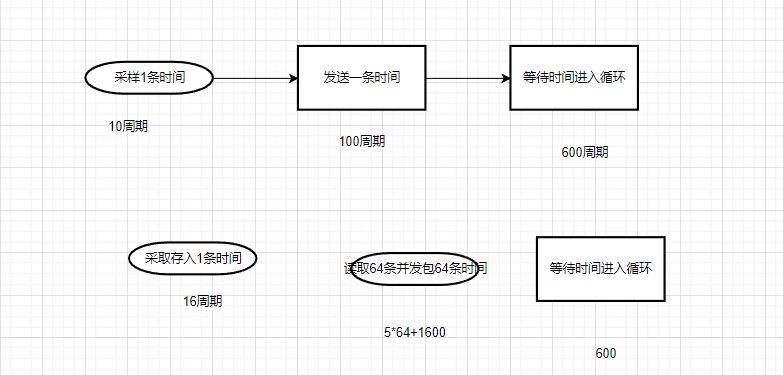 采样1条时间
发送一条时间
等待时间进入循环
10周期
100周期
600周期
采取存入1条时间
读取64条并发包64条时间
等待时间进入循环
16周期
5*64+1600
600